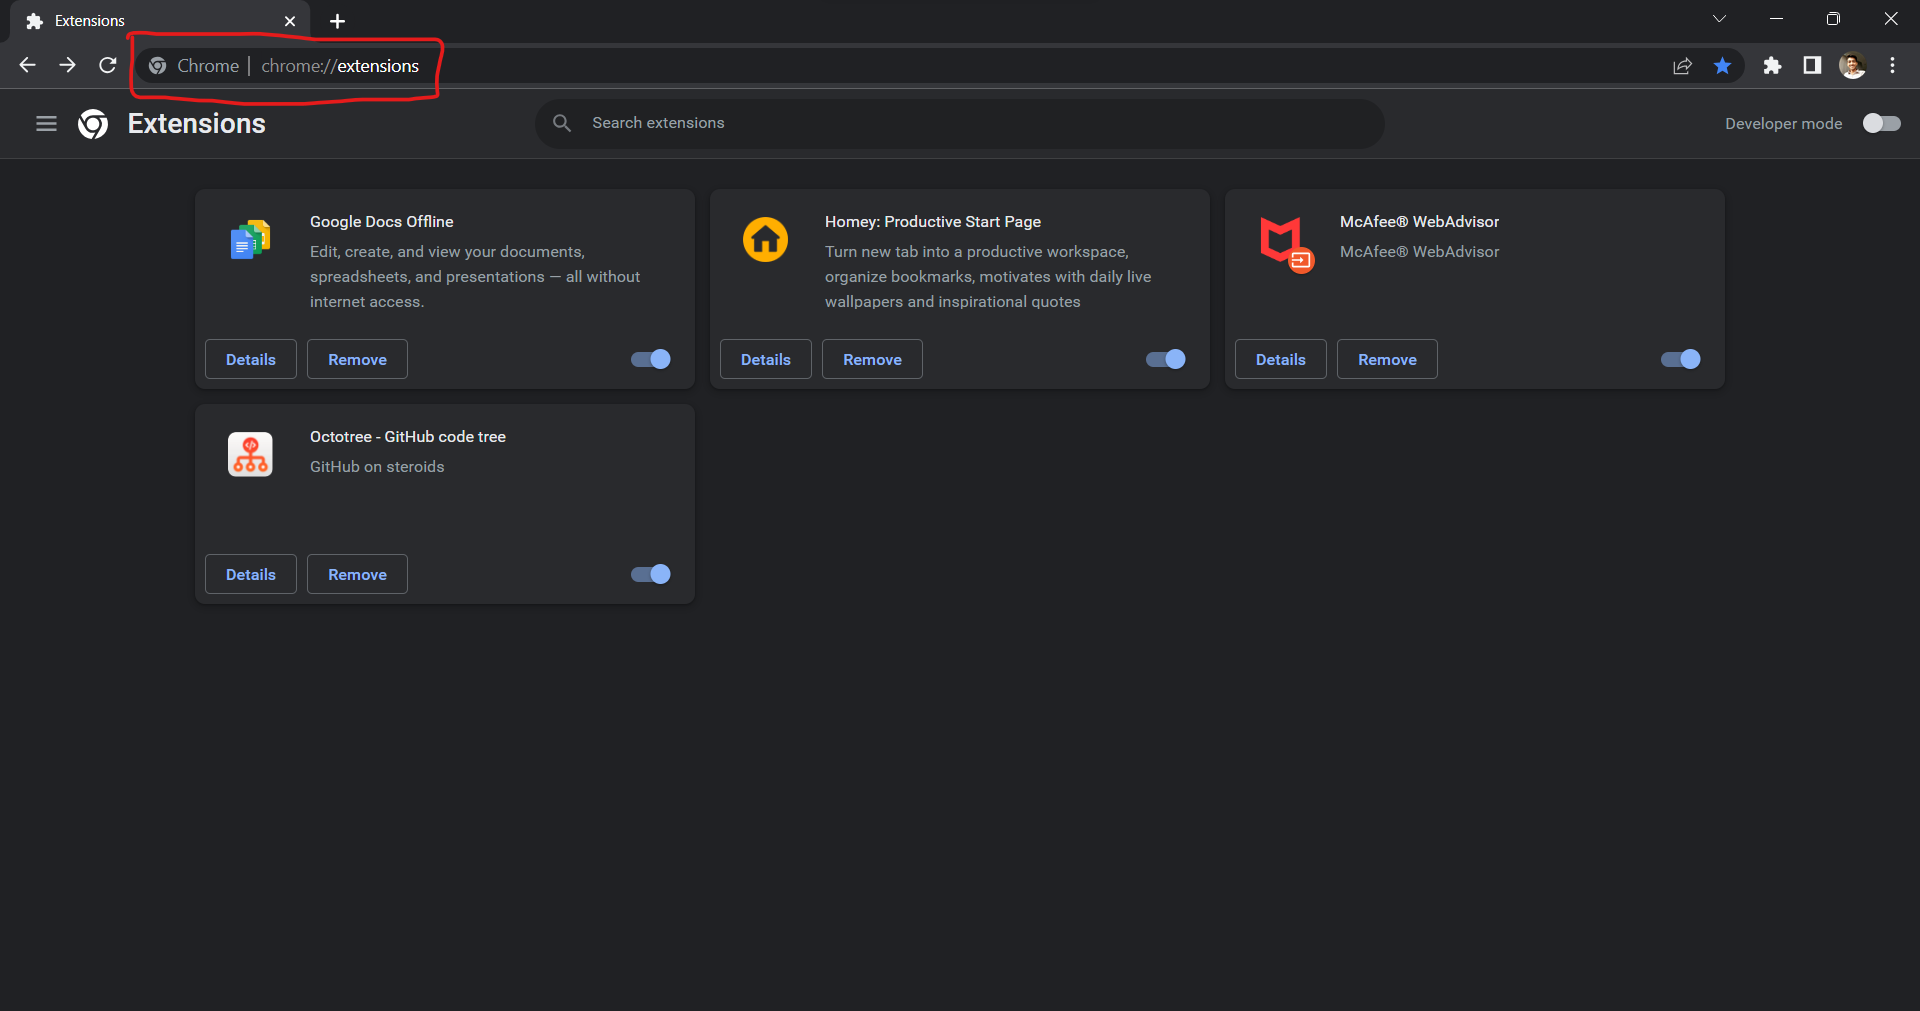 Extensions
Chrome | chrome://extensions
Extensions
Search extensions
Developer mode
Google Docs Offline
Edit, create, and view your documents,
spreadsheets, and presentations — all without
internet access.
Details
Remove
Homey: Productive Start Page
Turn new tab into a productive workspace,
organize bookmarks, motivates with daily live
wallpapers and inspirational quotes
Details
Remove
McAfee® WebAdvisor
McAfee® WebAdvisor
Details
Remove
Octotree - GitHub code tree
GitHub on steroids
Details
Remove